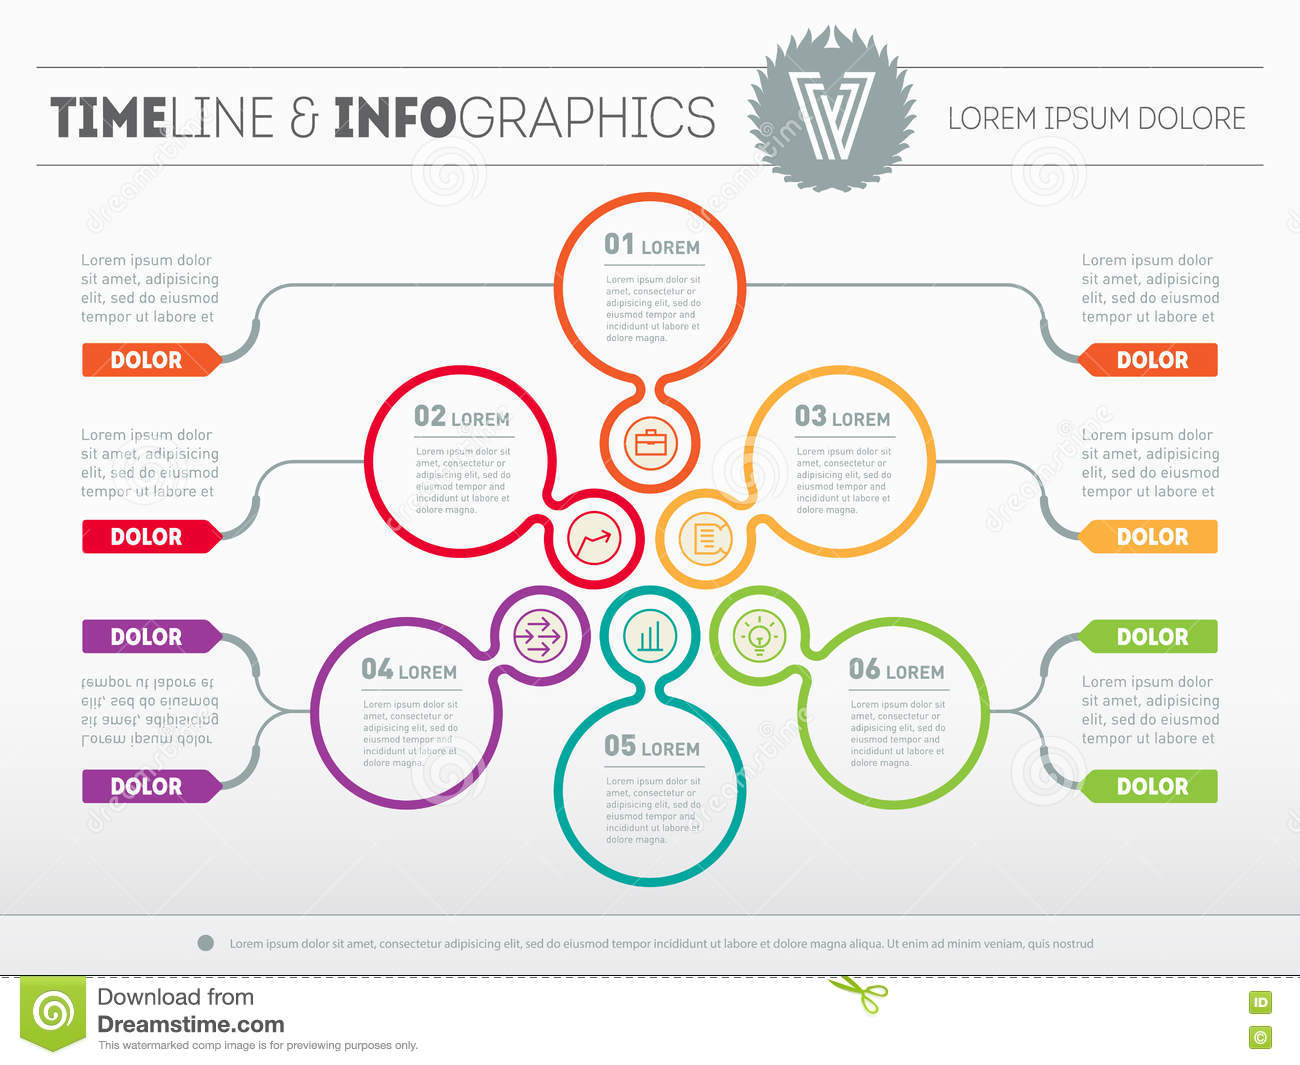 TIMELINE & INFOGRAPHICS
LOREM IPSUM DOLORE
01 LOREM
Lorem ipsum dolor sit
amet, consectetur or
adipisicing elit, sed do
eiusmod tempor and
incididunt ut labore et
dolore magna.
Lorem ipsum dolor
sit amet, adipisicing
elit, sed do eiusmod
tempor ut labore et
DOLOR
Lorem ipsum dolor
sit amet, adipisicing
elit, sed do eiusmod
tempor ut labore et
DOLOR
02 LOREM
Lorem ipsum dolor sit
amet, consectetur or
adipisicing elit, sed do
eiusmod tempor and
incididunt ut labore et
dolore magna.
03 LOREM
Lorem ipsum dolor sit
amet, consectetur or
adipisicing elit, sed do
eiusmod tempor and
incididunt ut labore et
dolore magna.
Lorem ipsum dolor
sit amet, adipisicing
elit, sed do eiusmod
tempor ut labore et
DOLOR
Lorem ipsum dolor
sit amet, adipisicing
elit, sed do eiusmod
tempor ut labore et
DOLOR
DOLOR
tempor ut labore et
elit, sed do eiusmod
sit amet, adipisicing
Lorem ipsum dolor
DOLOR
04 LOREM
Lorem ipsum dolor sit
amet, consectetur or
adipisicing elit, sed do
eiusmod tempor and
incididunt ut labore et
dolore magna.
05 LOREM
Lorem ipsum dolor sit
amet, consectetur or
adipisicing elit, sed do
eiusmod tempor and
incididunt ut labore et
dolore magna.
06 LOREM
Lorem ipsum dolor sit
amet, consectetur or
adipisicing elit, sed do
eiusmod tempor and
incididunt ut labore et
dolore magna.
DOLOR
Lorem ipsum dolor
sit amet, adipisicing
elit, sed do eiusmod
tempor ut labore et
DOLOR
Lorem ipsum dolor sit amet, consectetur adipisicing elit, sed do eiusmod tempor incididunt ut labore et dolore magna aliqua. Ut enim ad minim veniam, quis nostrud
Download from
Dreamstime.com
This watermarked comp image is for previewing purposes only.
ID
©